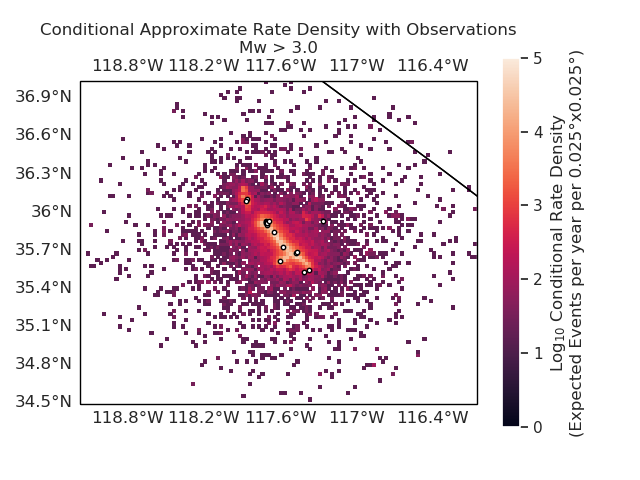 Conditional Approximate Rate Density with Observations
Mw > 3.0
118.8°W 118.2°W 117.6°W 117°W 116.4°W
36.9°N
36.6°N
36.3°N
36°N
35.7°N
35.4°N
35.1°N
34.8°N
34.5°N
118.8°W 118.2°W 117.6°W 117°W 116.4°W
5
4
3
2
1
0
Log₁₀ Conditional Rate Density
(Expected Events per year per 0.025°x0.025°)